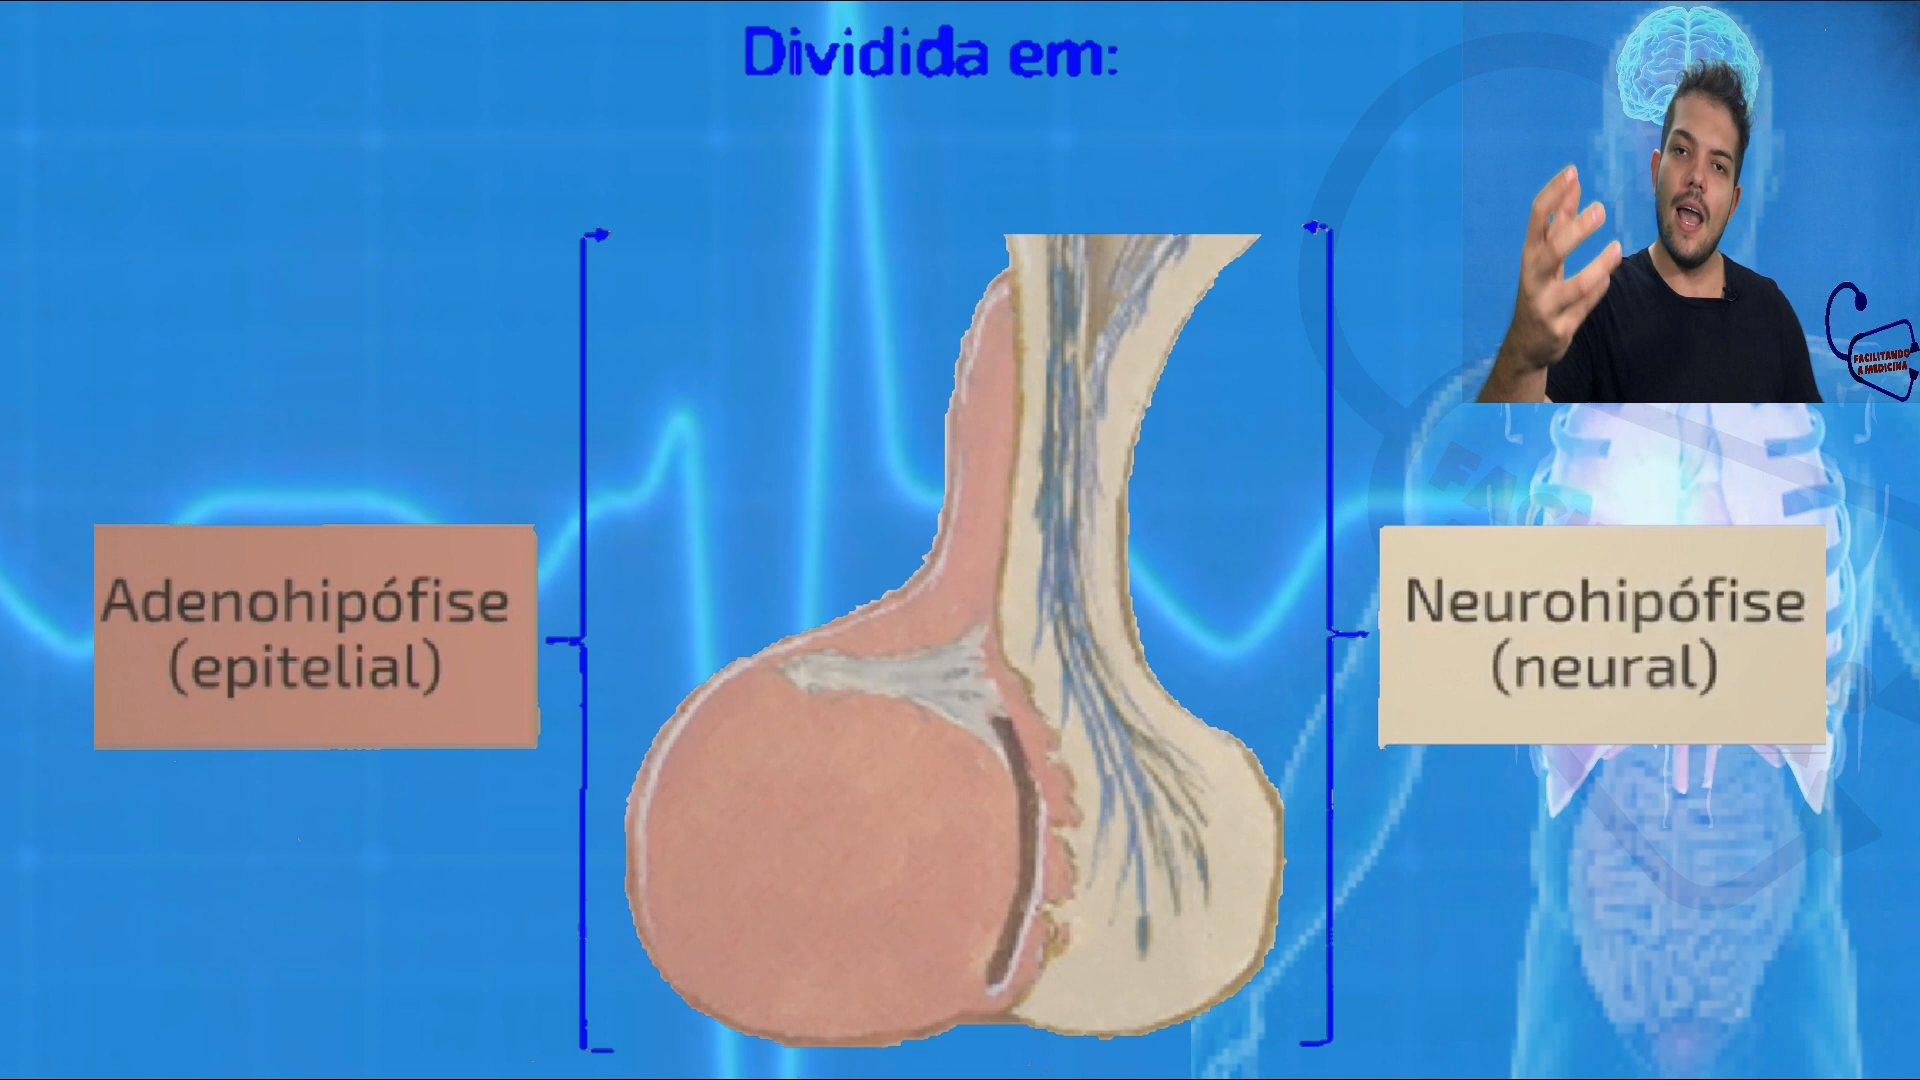 Dividida em:
FACILITANDO
A MEDICINA
Adenohipófise
(epitelial)
Neurohipófise
(neural)